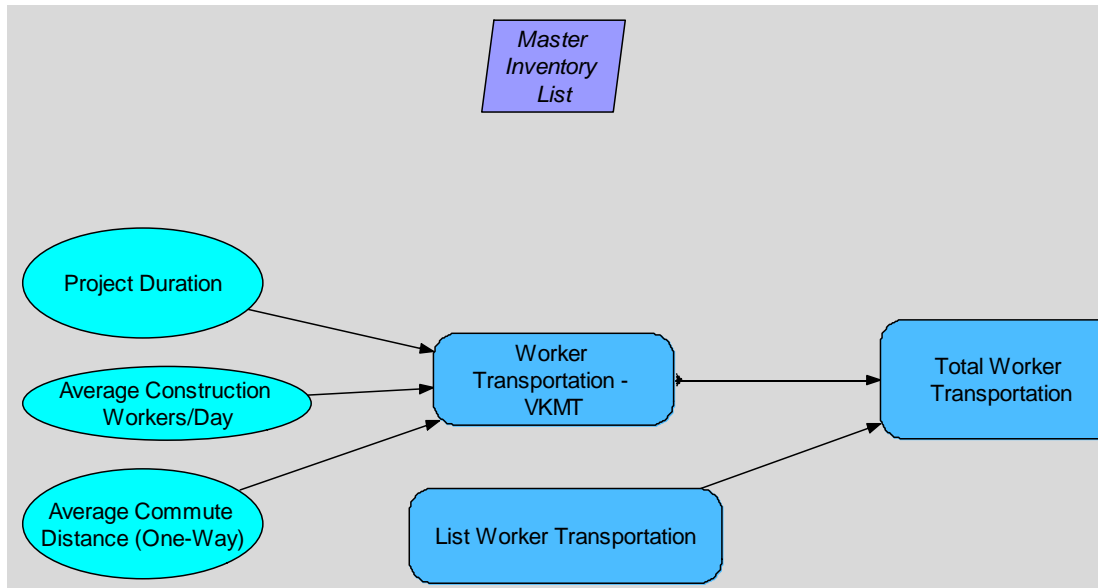 Master
Inventory
List
Project Duration
Average Construction
Workers/Day
Average Commute
Distance (One-Way)
Worker
Transportation -
VKMT
List Worker Transportation
Total Worker
Transportation